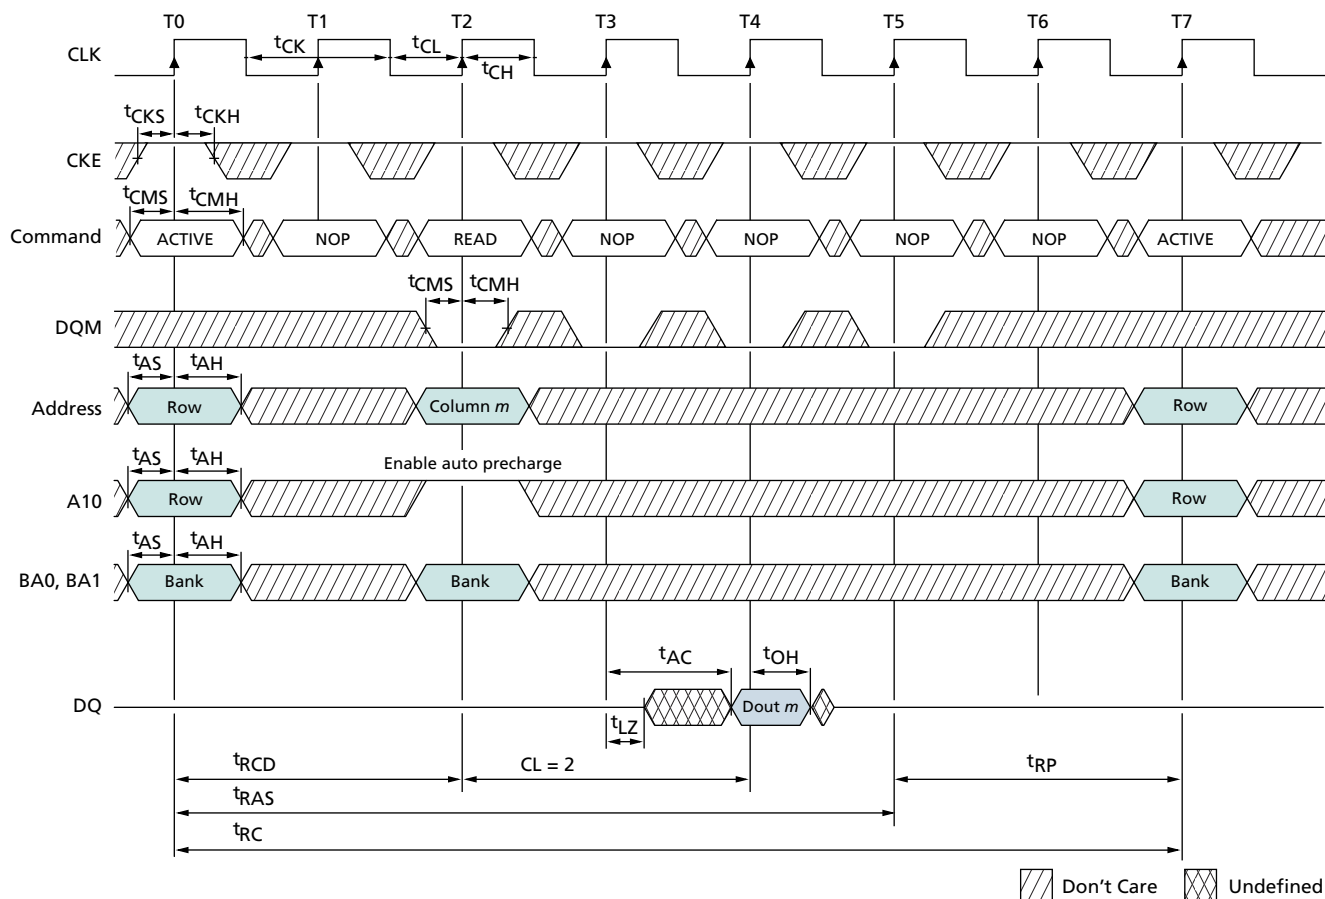 T0 T1 T2 T3 T4 T5 T6 T7
CLK tCK tCL tCH
tCKS tCKH
CKE
tCMS tCMH
Command ACTIVE NOP READ NOP NOP NOP NOP ACTIVE
tCMS tCMH
DQM
tAS tAH
Address Row Column m Row
tAS tAH Enable auto precharge
A10 Row Row
tAS tAH
BA0, BA1 Bank Bank Bank
tAC tOH
DQ Dout m
tLZ
tRCD CL = 2 tRP
tRAS
tRC
Don't Care Undefined